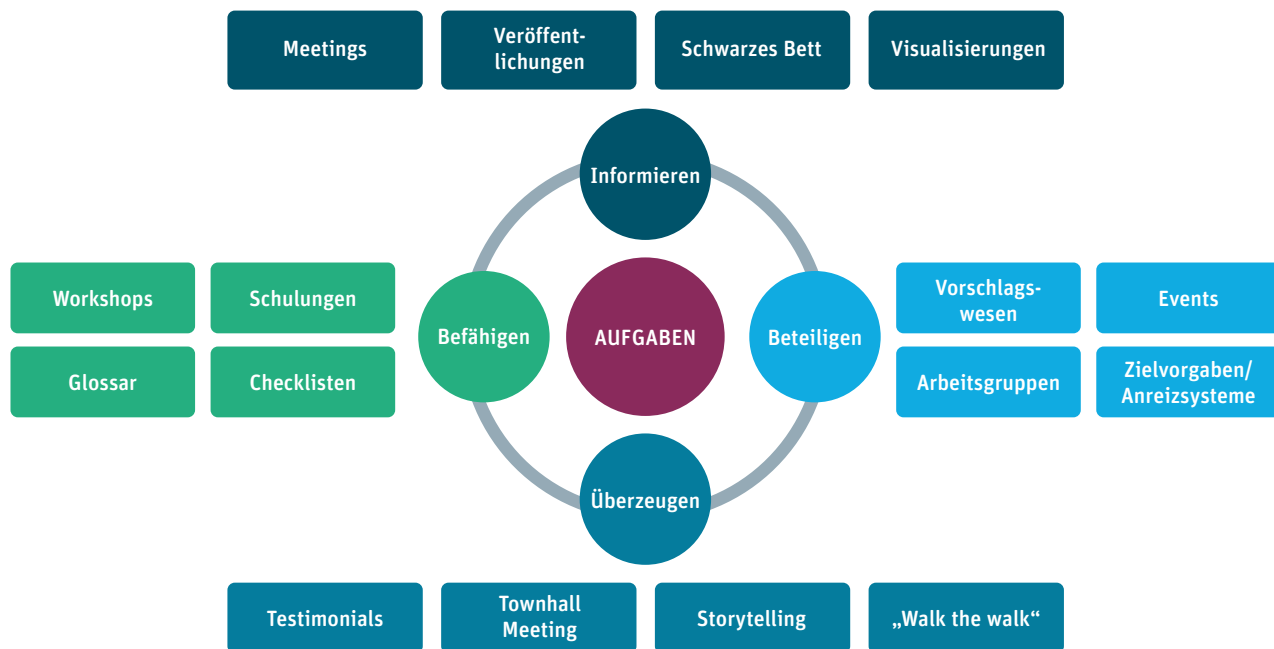 Meetings
Veröffent-
lichungen
Schwarzes Bett
Visualisierungen
Informieren
Workshops
Schulungen
Glossar
Checklisten
Befähigen
AUFGABEN
Beteiligen
Vorschlags-
wesen
Events
Arbeitsgruppen
Zielvorgaben/
Anreizsysteme
Überzeugen
Testimonials
Townhall
Meeting
Storytelling
„Walk the walk“